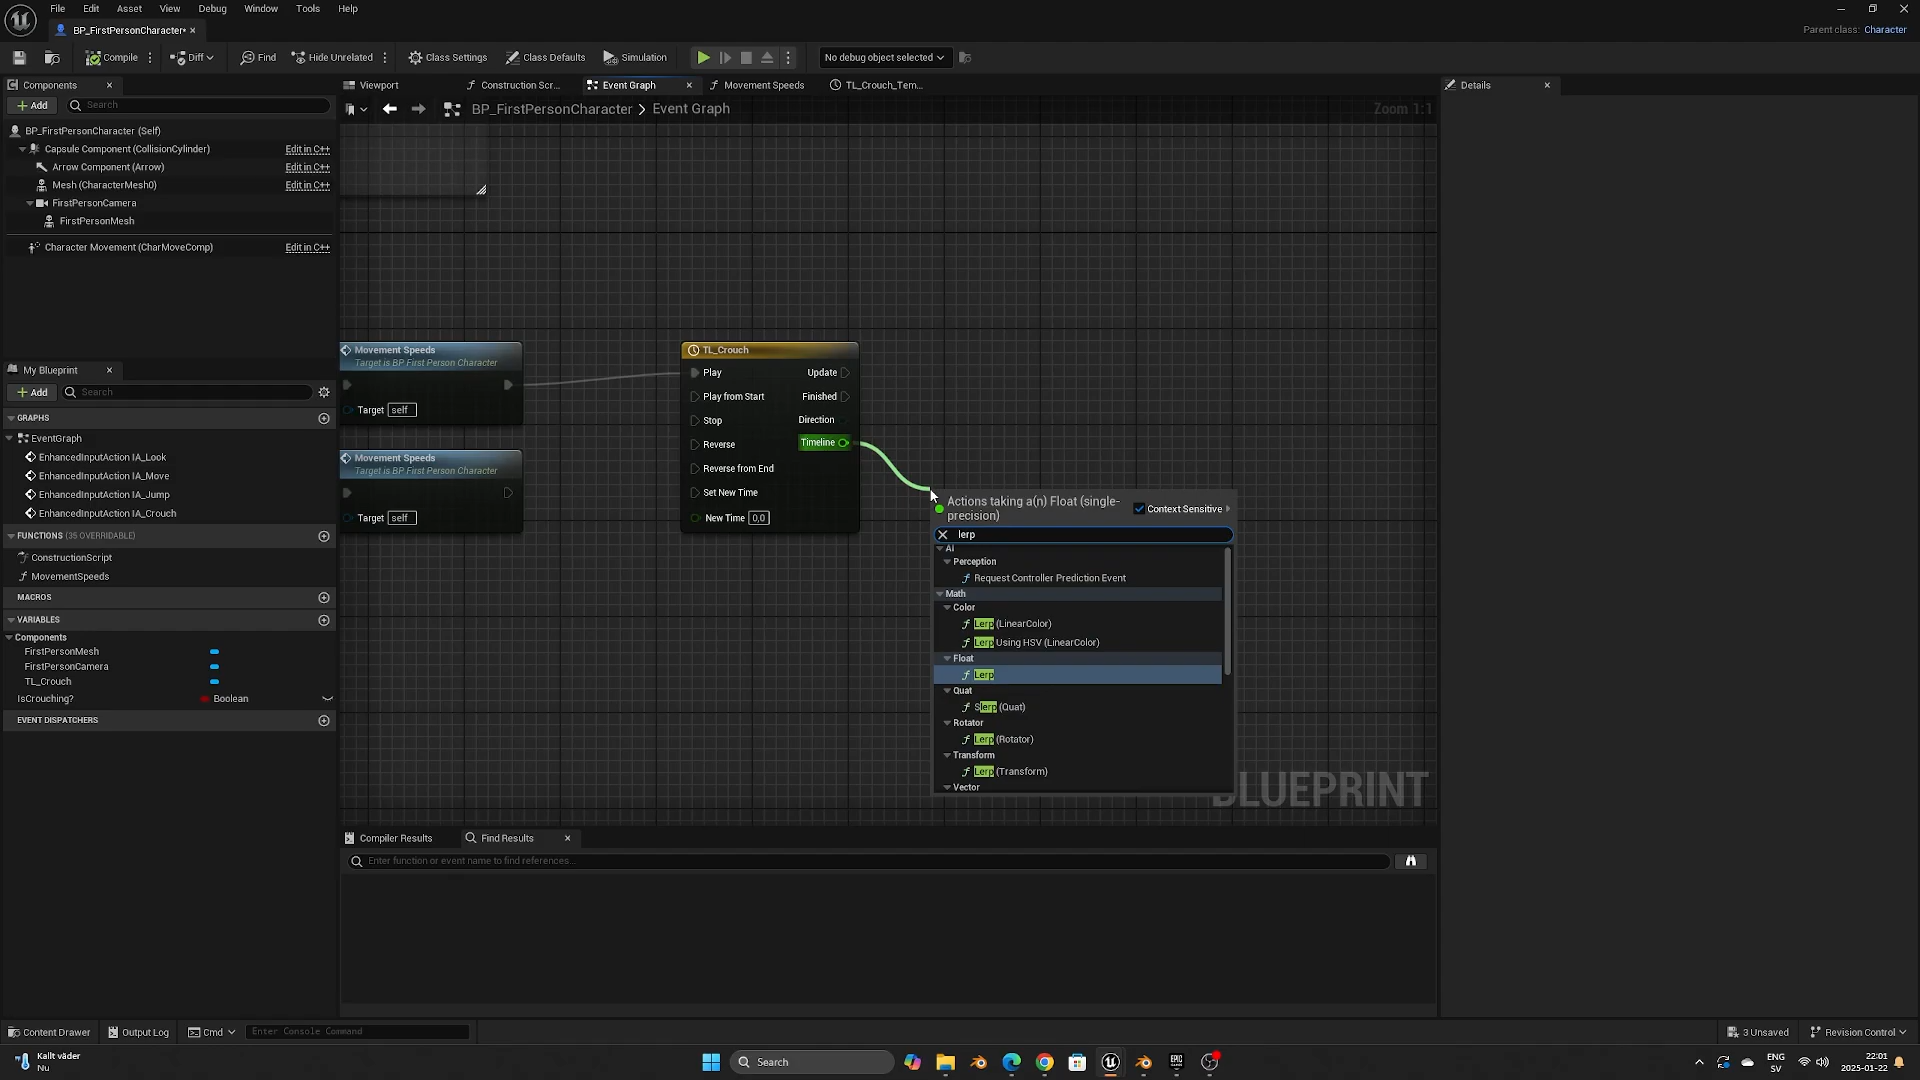 File Edit Asset View Debug Window Tools Help
BP_FirstPersonCharacter*
Parent class: Character
Compile Diff Find Hide Unrelated Class Settings Class Defaults Simulation No debug object selected
Components
Add Search
BP_FirstPersonCharacter (Self)
Capsule Component (CollisionCylinder) Edit in C++
Arrow Component (Arrow) Edit in C++
Mesh (CharacterMesh0) Edit in C++
FirstPersonCamera
FirstPersonMesh
Character Movement (CharMoveComp) Edit in C++
My Blueprint
Add Search
GRAPHS
EventGraph
EnhancedInputAction IA_Look
EnhancedInputAction IA_Move
EnhancedInputAction IA_Jump
EnhancedInputAction IA_Crouch
FUNCTIONS (35 OVERRIDABLE)
ConstructionScript
MovementSpeeds
MACROS
VARIABLES
Components
FirstPersonMesh
FirstPersonCamera
TL_Crouch
IsCrouching? Boolean
EVENT DISPATCHERS
Viewport Construction Scr... Event Graph Movement Speeds TL_Crouch_Tem...
BP_FirstPersonCharacter > Event Graph Zoom 1:1
Movement Speeds
Target is BP First Person Character
Target self
Movement Speeds
Target is BP First Person Character
Target self
TL_Crouch
Play Update
Play from Start Finished
Stop Direction
Reverse Timeline
Reverse from End
Set New Time
New Time 0,0
Actions taking a(n) Float (single-
precision) Context Sensitive
lerp
AI
Perception
Request Controller Prediction Event
Math
Color
Lerp (LinearColor)
Lerp Using HSV (LinearColor)
Float
Lerp
Quat
Slerp (Quat)
Rotator
Lerp (Rotator)
Transform
Lerp (Transform)
Vector
BLUEPRINT
Compiler Results Find Results
Enter function or event name to find references...
Details
Content Drawer Output Log Cmd Enter Console Command 3 Unsaved Revision Control
Kallt väder
Nu
Search
ENG
SV
22:01
2025-01-22